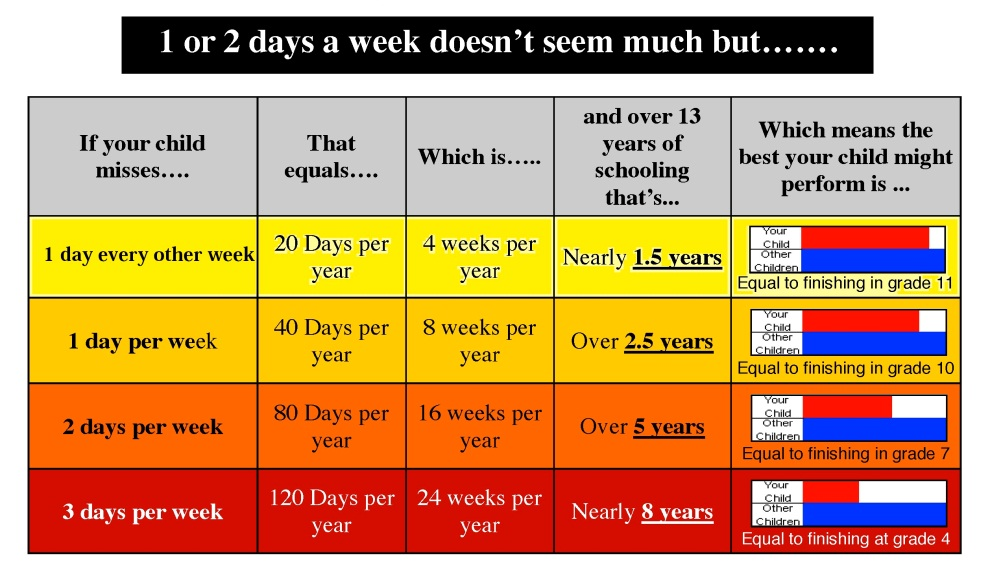 1 or 2 days a week doesn't seem much but…….
If your child
misses….
That
equals….
Which is…..
and over 13
years of
schooling
that's...
Which means the
best your child might
perform is ...
1 day every other week
20 Days per
year
4 weeks per
year
Nearly 1.5 years
Your
Child
Other
Children
Equal to finishing in grade 11
1 day per week
40 Days per
year
8 weeks per
year
Over 2.5 years
Your
Child
Other
Children
Equal to finishing in grade 10
2 days per week
80 Days per
year
16 weeks per
year
Over 5 years
Your
Child
Other
Children
Equal to finishing in grade 7
3 days per week
120 Days per
year
24 weeks per
year
Nearly 8 years
Your
Child
Other
Children
Equal to finishing at grade 4